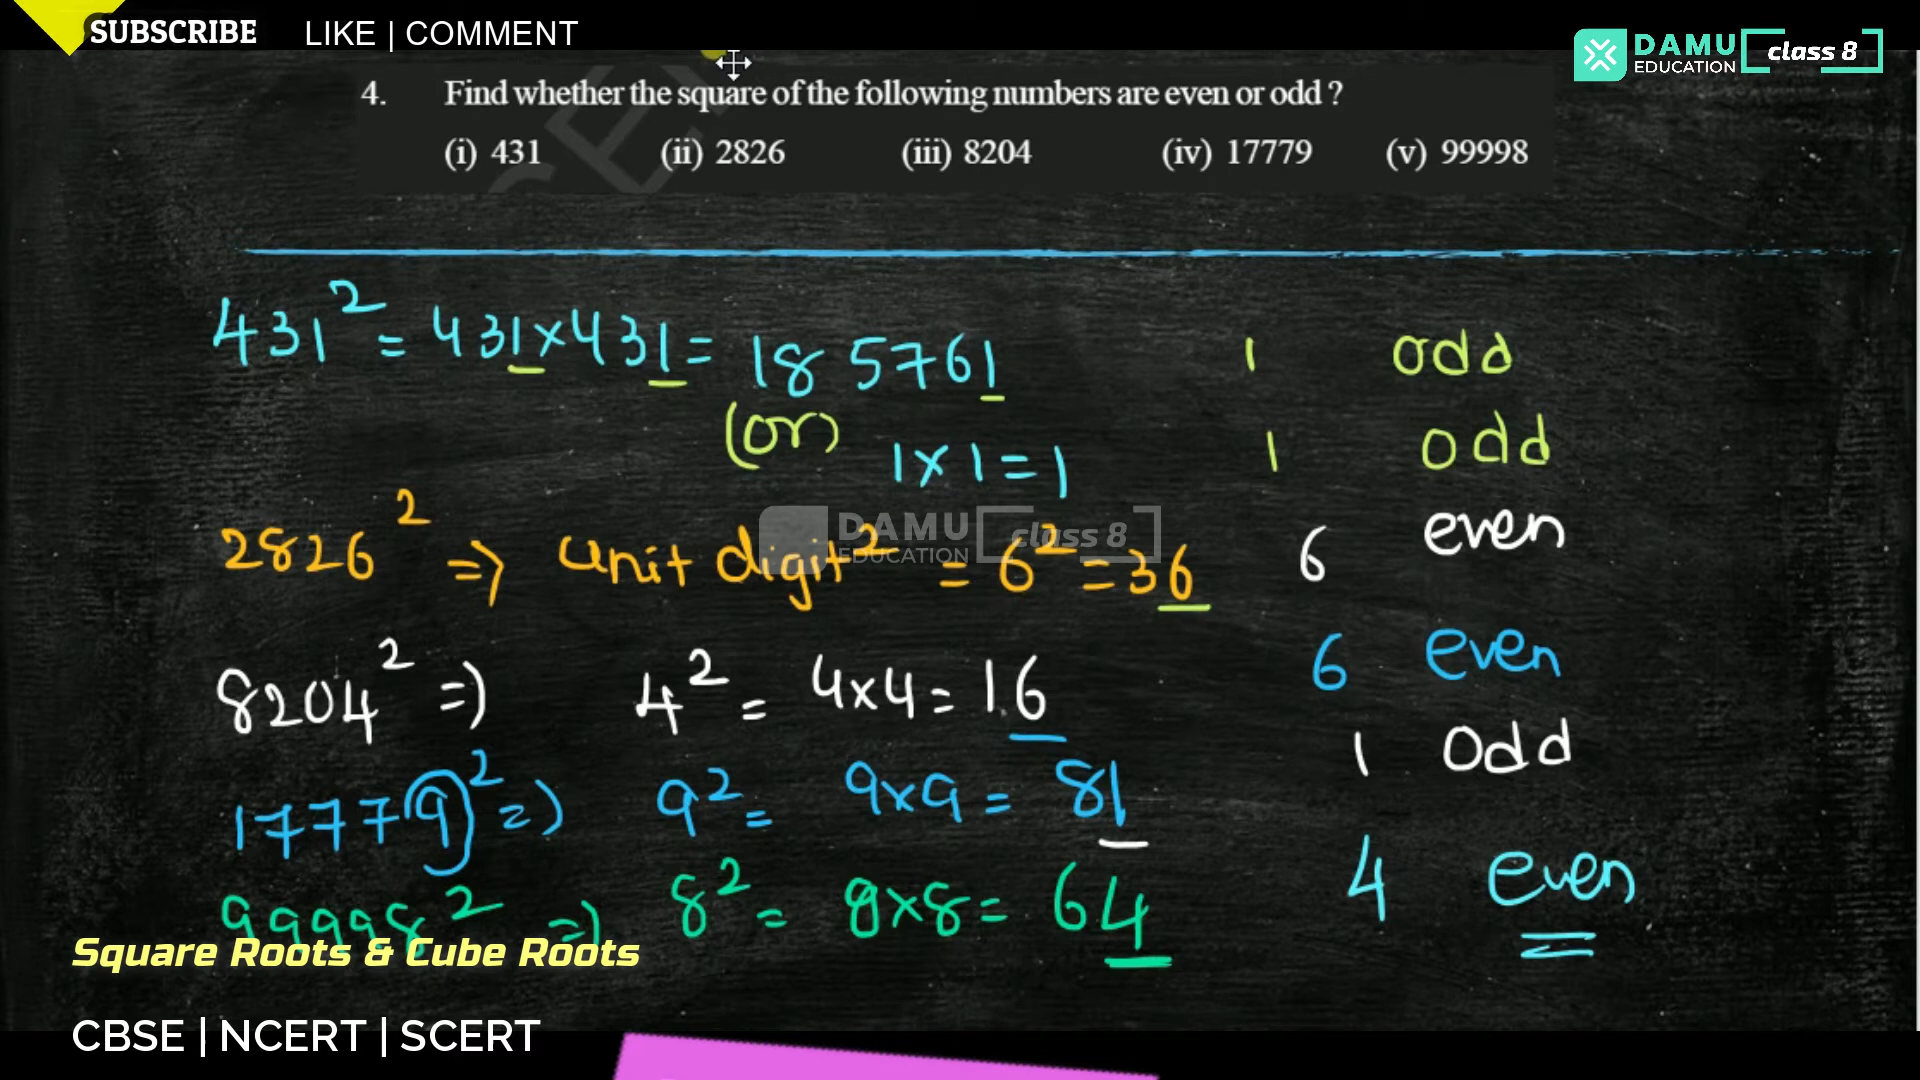 SUBSCRIBE LIKE | COMMENT
DAMU EDUCATION class 8
4. Find whether the square of the following numbers are even or odd ?
(i) 431 (ii) 2826 (iii) 8204 (iv) 17779 (v) 99998
431² = 431×431 = 185761 1 odd
(or) 1×1=1 1 odd
DAMU EDUCATION class 8
2826² => unit digit² = 6² = 36 6 even
8204² => 4² = 4×4 = 16 6 even
17779² => 9² = 9×9 = 81 1 odd
99998² => 8² = 8×8 = 64 4 even
Square Roots & Cube Roots
CBSE | NCERT | SCERT